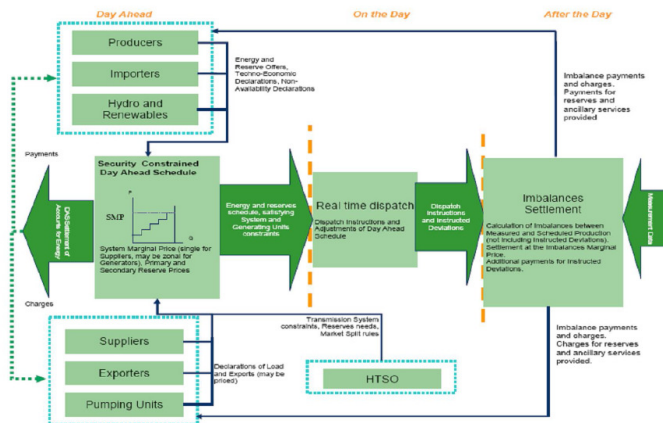 Day Ahead
On the Day
After the Day
Producers
Importers
Hydro and
Renewables
Energy and
Reserve Offers,
Techno-Economic
Declarations, Non-
Availability Declarations
Imbalance payments
and charges.
Payments for
reserves and
ancillary services
provided
Payments
Security Constrained
Day Ahead Schedule
P
SMP
Q
System Marginal Price (single for
Suppliers, may be zonal for
Generators). Primary and
Secondary Reserve Prices
Settlement of
Accounts for Energy
Charges
Energy and reserves
schedule, satisfying
System and
Generating Units
constraints
Real time dispatch
Dispatch Instructions and
Adjustments of Day Ahead
Schedule
Dispatch
Instructions
and Instructed
Deviations
Imbalances
Settlement
Calculation of Imbalances between
Measured and Scheduled Production
(not including Instructed Deviations).
Settlement at the Imbalances Marginal
Price.
Additional payments for Instructed
Deviations.
Measurement Data
Transmission System
constraints, Reserves needs,
Market Split rules
Suppliers
Exporters
Pumping Units
Declarations of Load
and Exports (may be
priced)
HTSO
Imbalance payments
and charges.
Charges for reserves
and ancillary services
provided.